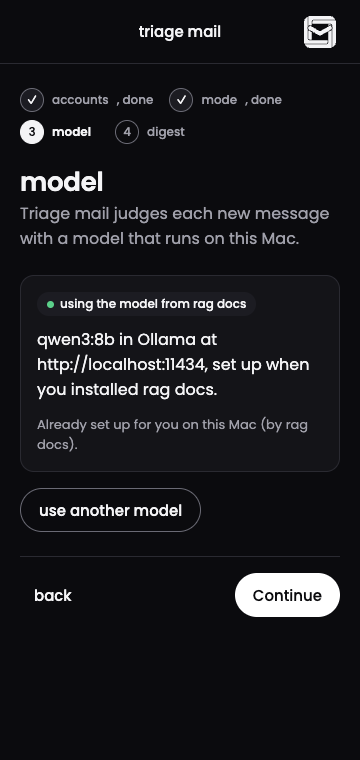 triage mail
accounts , done mode , done
3 model 4 digest
model
Triage mail judges each new message
with a model that runs on this Mac.
using the model from rag docs
qwen3:8b in Ollama at
http://localhost:11434, set up when
you installed rag docs.
Already set up for you on this Mac (by rag
docs).
use another model
back Continue